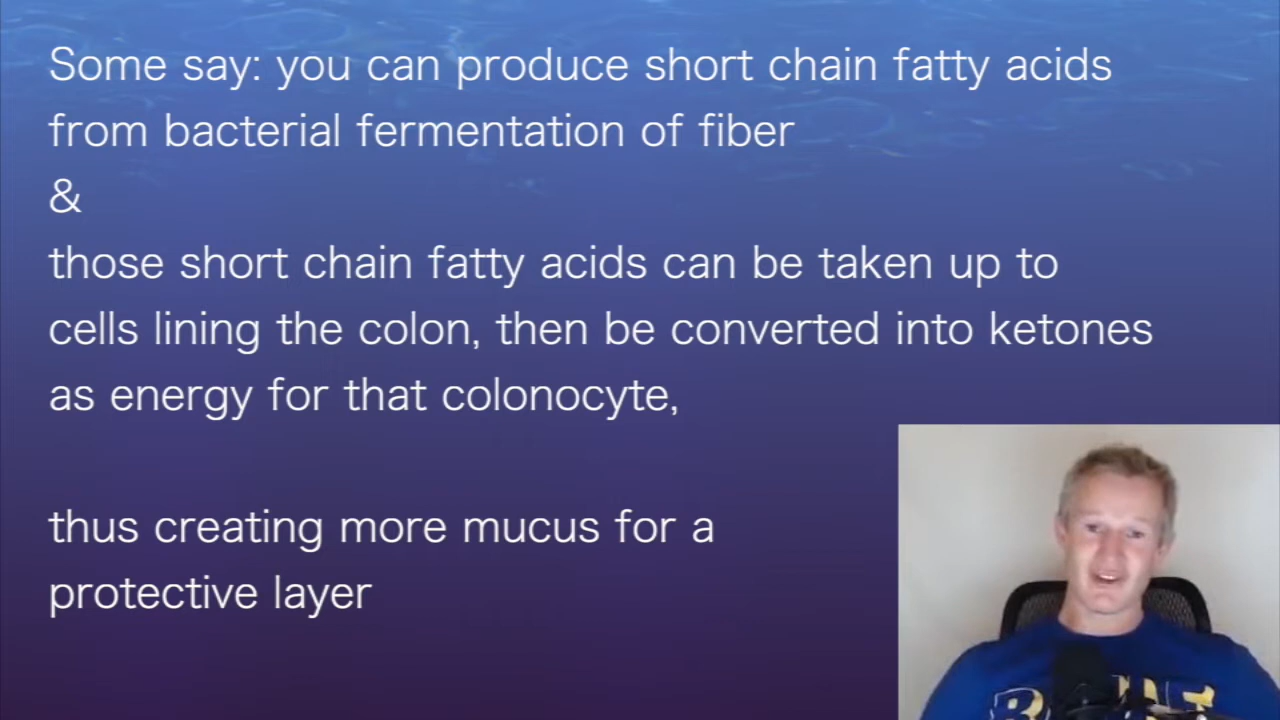 Some say: you can produce short chain fatty acids
from bacterial fermentation of fiber
&
those short chain fatty acids can be taken up to
cells lining the colon, then be converted into ketones
as energy for that colonocyte,
thus creating more mucus for a
protective layer